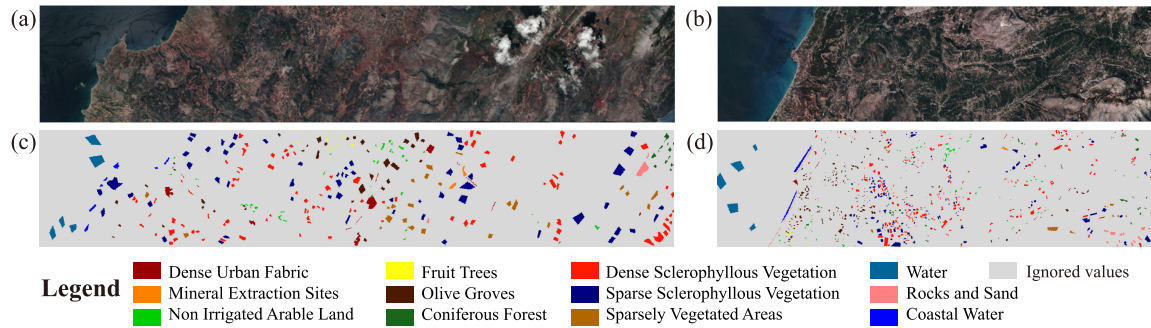 (a)
(b)
(c)
(d)
Legend
Dense Urban Fabric
Fruit Trees
Dense Sclerophyllous Vegetation
Water
Ignored values
Mineral Extraction Sites
Olive Groves
Sparse Sclerophyllous Vegetation
Rocks and Sand
Non Irrigated Arable Land
Coniferous Forest
Sparsely Vegetated Areas
Coastal Water